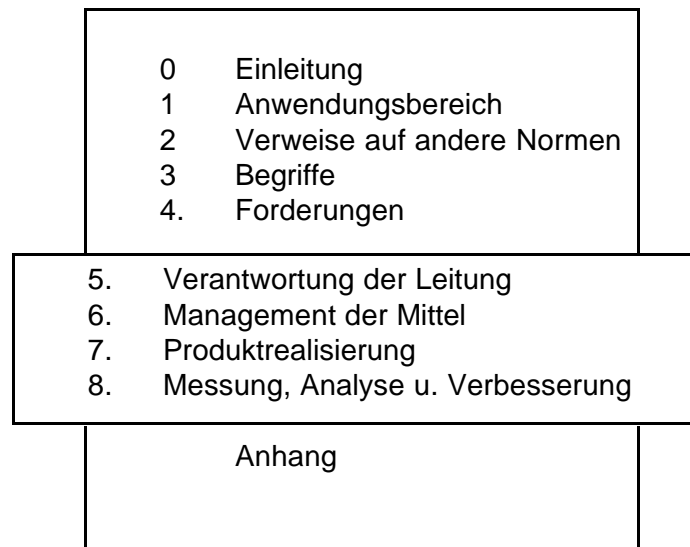 0 Einleitung
1 Anwendungsbereich
2 Verweise auf andere Normen
3 Begriffe
4. Forderungen
5. Verantwortung der Leitung
6. Management der Mittel
7. Produktrealisierung
8. Messung, Analyse u. Verbesserung
Anhang